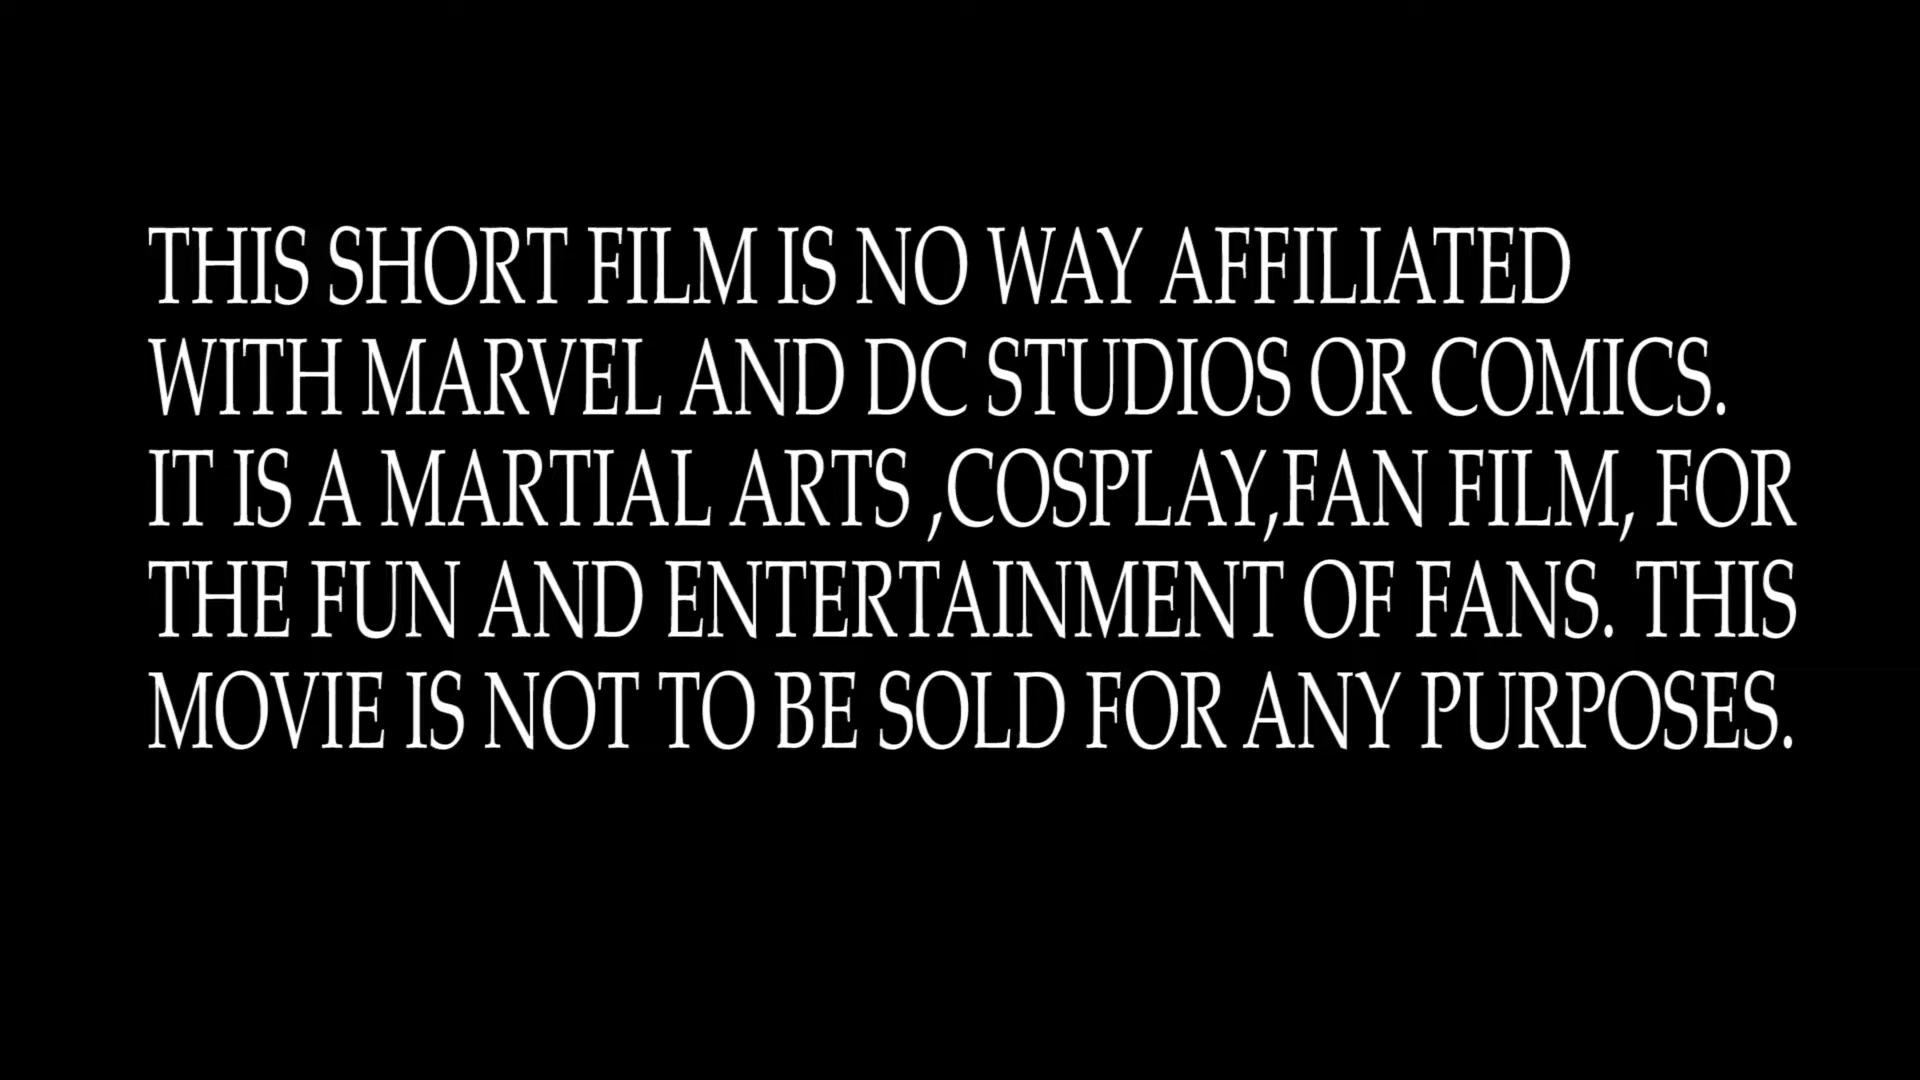 THIS SHORT FILM IS NO WAY AFFILIATED
WITH MARVEL AND DC STUDIOS OR COMICS.
IT IS A MARTIAL ARTS ,COSPLAY,FAN FILM, FOR
THE FUN AND ENTERTAINMENT OF FANS. THIS
MOVIE IS NOT TO BE SOLD FOR ANY PURPOSES.